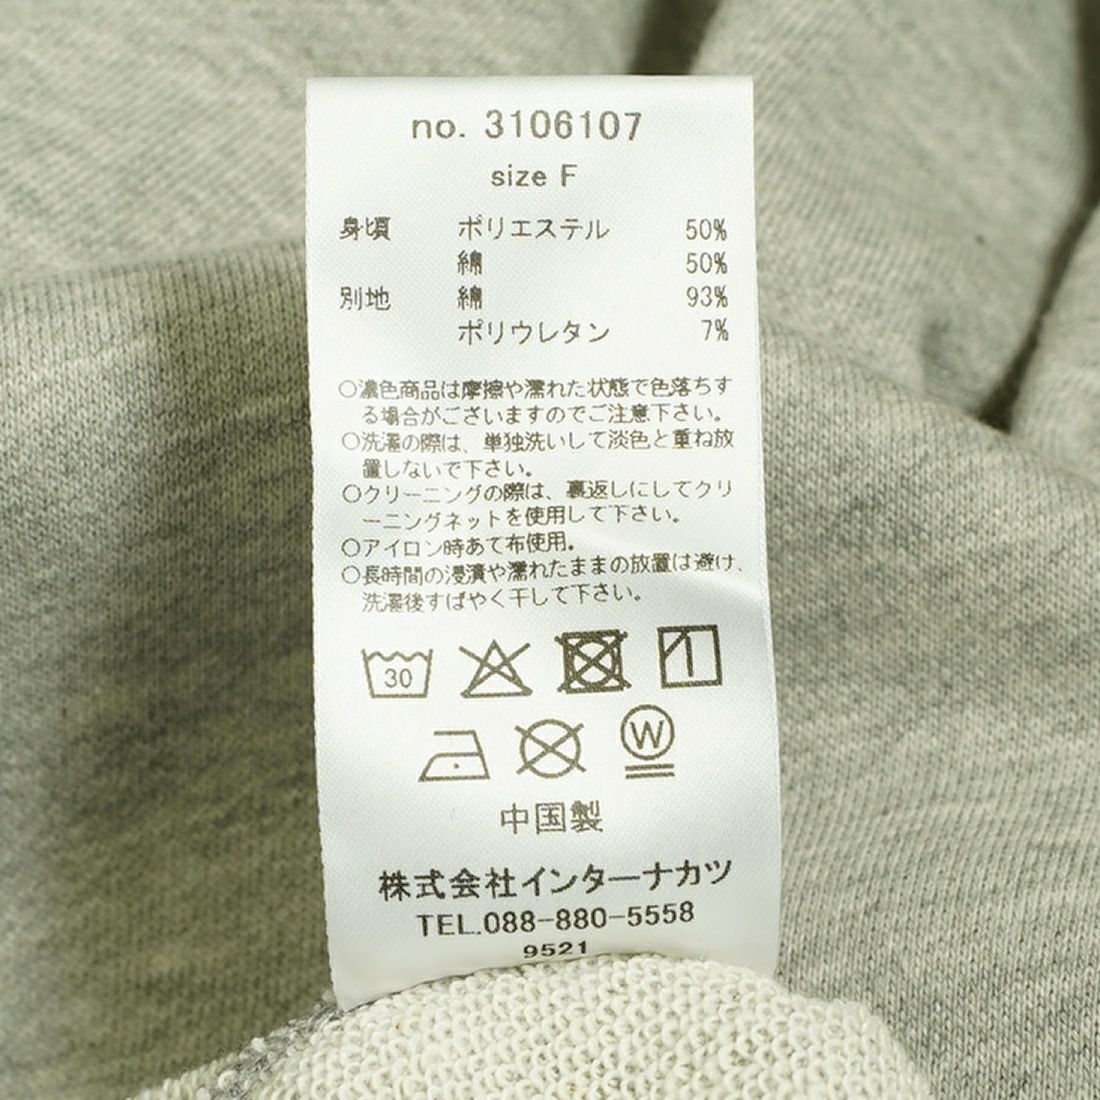 no. 3106107
size F
身頃 ポリエステル 50%
綿 50%
別地 綿 93%
ポリウレタン 7%
○濃色商品は摩擦や濡れた状態で色落ちす
る場合がございますのでご注意下さい。
○洗濯の際は、単独洗いして淡色と重ね放
置しないで下さい。
○クリーニングの際は、裏返しにしてクリ
ーニングネットを使用して下さい。
○アイロン時あて布使用。
○長時間の浸漬や濡れたままの放置は避け、
洗濯後すばやく干して下さい。
30
W
中国製
株式会社インターナカツ
TEL.088-880-5558
9521